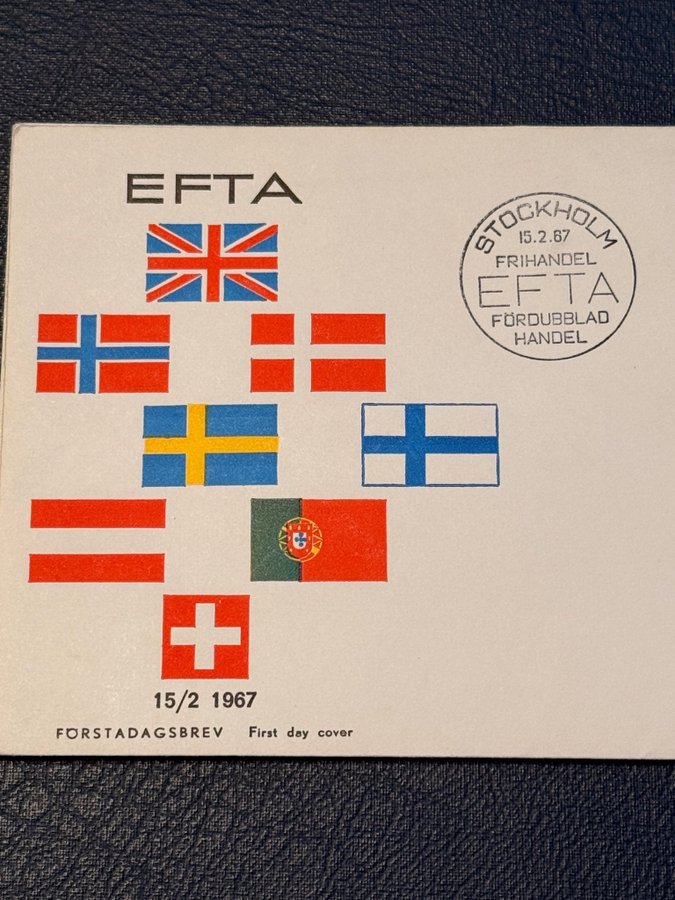 EFTA
STOCKHOLM
15.2.67
FRIHANDEL
EFTA
FÖRDUBBLAD
HANDEL
15/2 1967
FÖRSTADAGSBREV First day cover